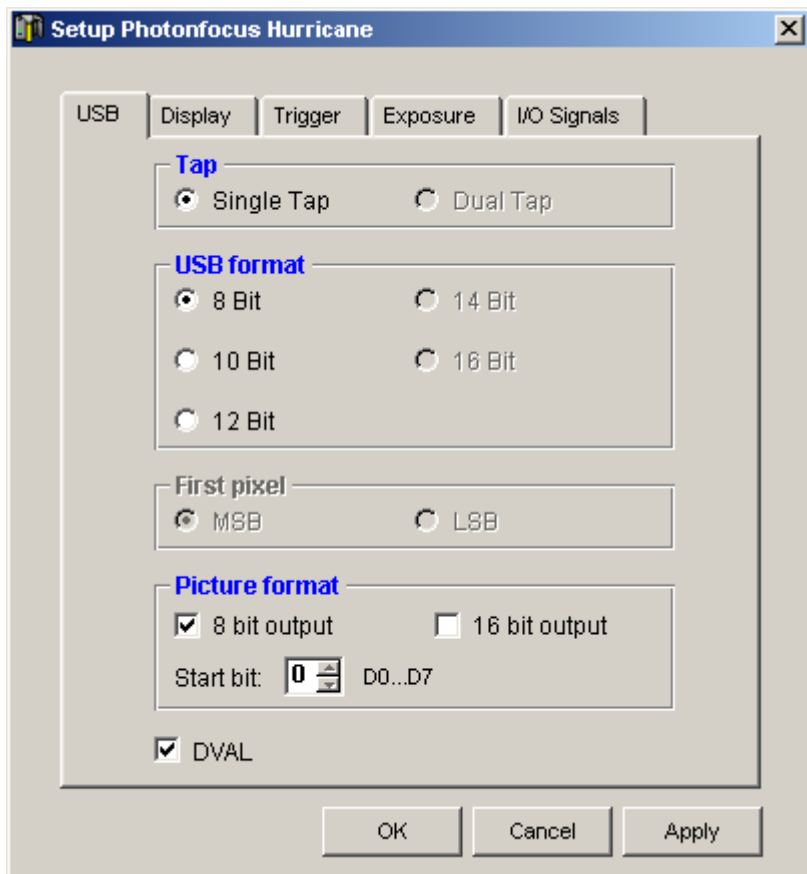 Setup Photonfocus Hurricane
USB Display Trigger Exposure I/O Signals
Tap
Single Tap Dual Tap
USB format
8 Bit 14 Bit
10 Bit 16 Bit
12 Bit
First pixel
MSB LSB
Picture format
8 bit output 16 bit output
Start bit: 0 D0...D7
DVAL
OK Cancel Apply